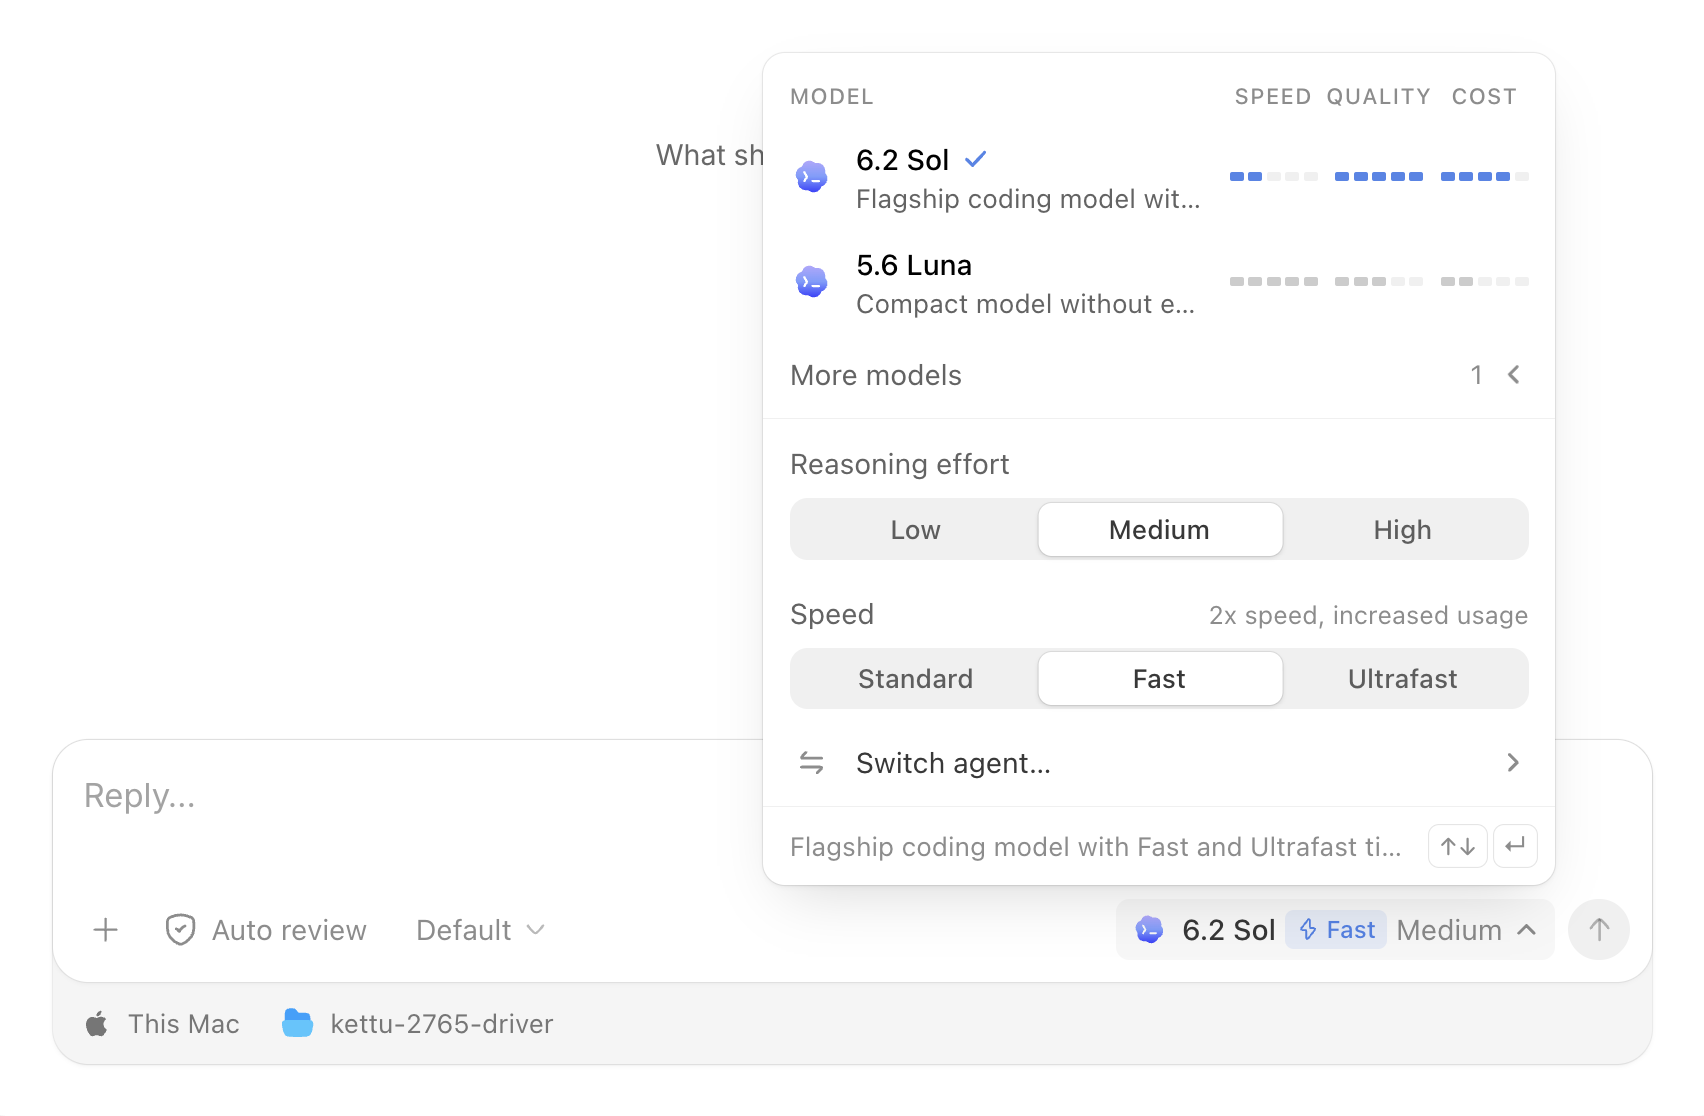 What sh
MODEL SPEED QUALITY COST
6.2 Sol
Flagship coding model wit...
5.6 Luna
Compact model without e...
More models 1
Reasoning effort
Low Medium High
Speed 2x speed, increased usage
Standard Fast Ultrafast
Switch agent...
Flagship coding model with Fast and Ultrafast ti...
Reply...
Auto review Default 6.2 Sol Fast Medium
This Mac kettu-2765-driver